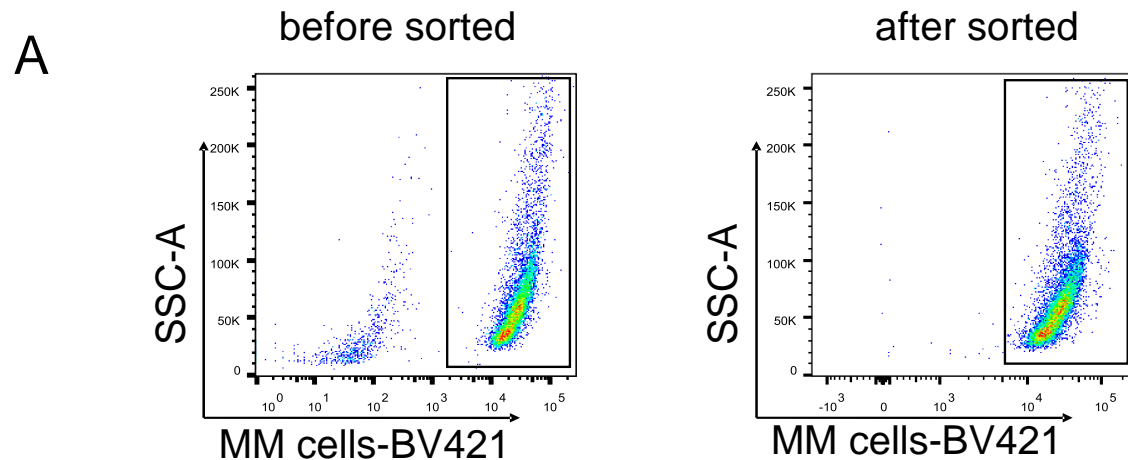 A
before sorted
after sorted
250K
200K
150K
100K
50K
0
SSC-A
10^0 10^1 10^2 10^3 10^4 10^5
MM cells-BV421
250K
200K
150K
100K
50K
0
SSC-A
-10^3 0 10^3 10^4 10^5
MM cells-BV421